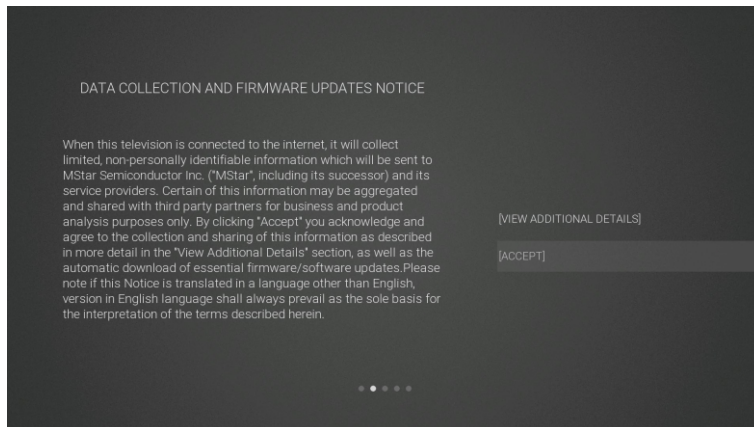 DATA COLLECTION AND FIRMWARE UPDATES NOTICE
When this television is connected to the internet, it will collect
limited, non-personally identifiable information which will be sent to
MStar Semiconductor Inc. ("MStar", including its successor) and its
service providers. Certain of this information may be aggregated
and shared with third party partners for business and product
analysis purposes only. By clicking "Accept" you acknowledge and
agree to the collection and sharing of this information as described
in more detail in the "View Additional Details" section, as well as the
automatic download of essential firmware/software updates.Please
note if this Notice is translated in a language other than English,
version in English language shall always prevail as the sole basis for
the interpretation of the terms described herein.
[VIEW ADDITIONAL DETAILS]
[ACCEPT]